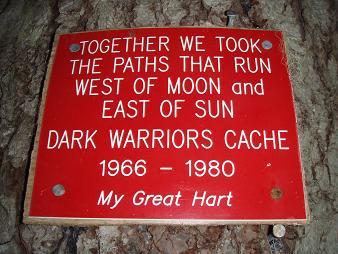 TOGETHER WE TOOK
THE PATHS THAT RUN
WEST OF MOON and
EAST OF SUN
DARK WARRIORS CACHE
1966 – 1980
My Great Hart